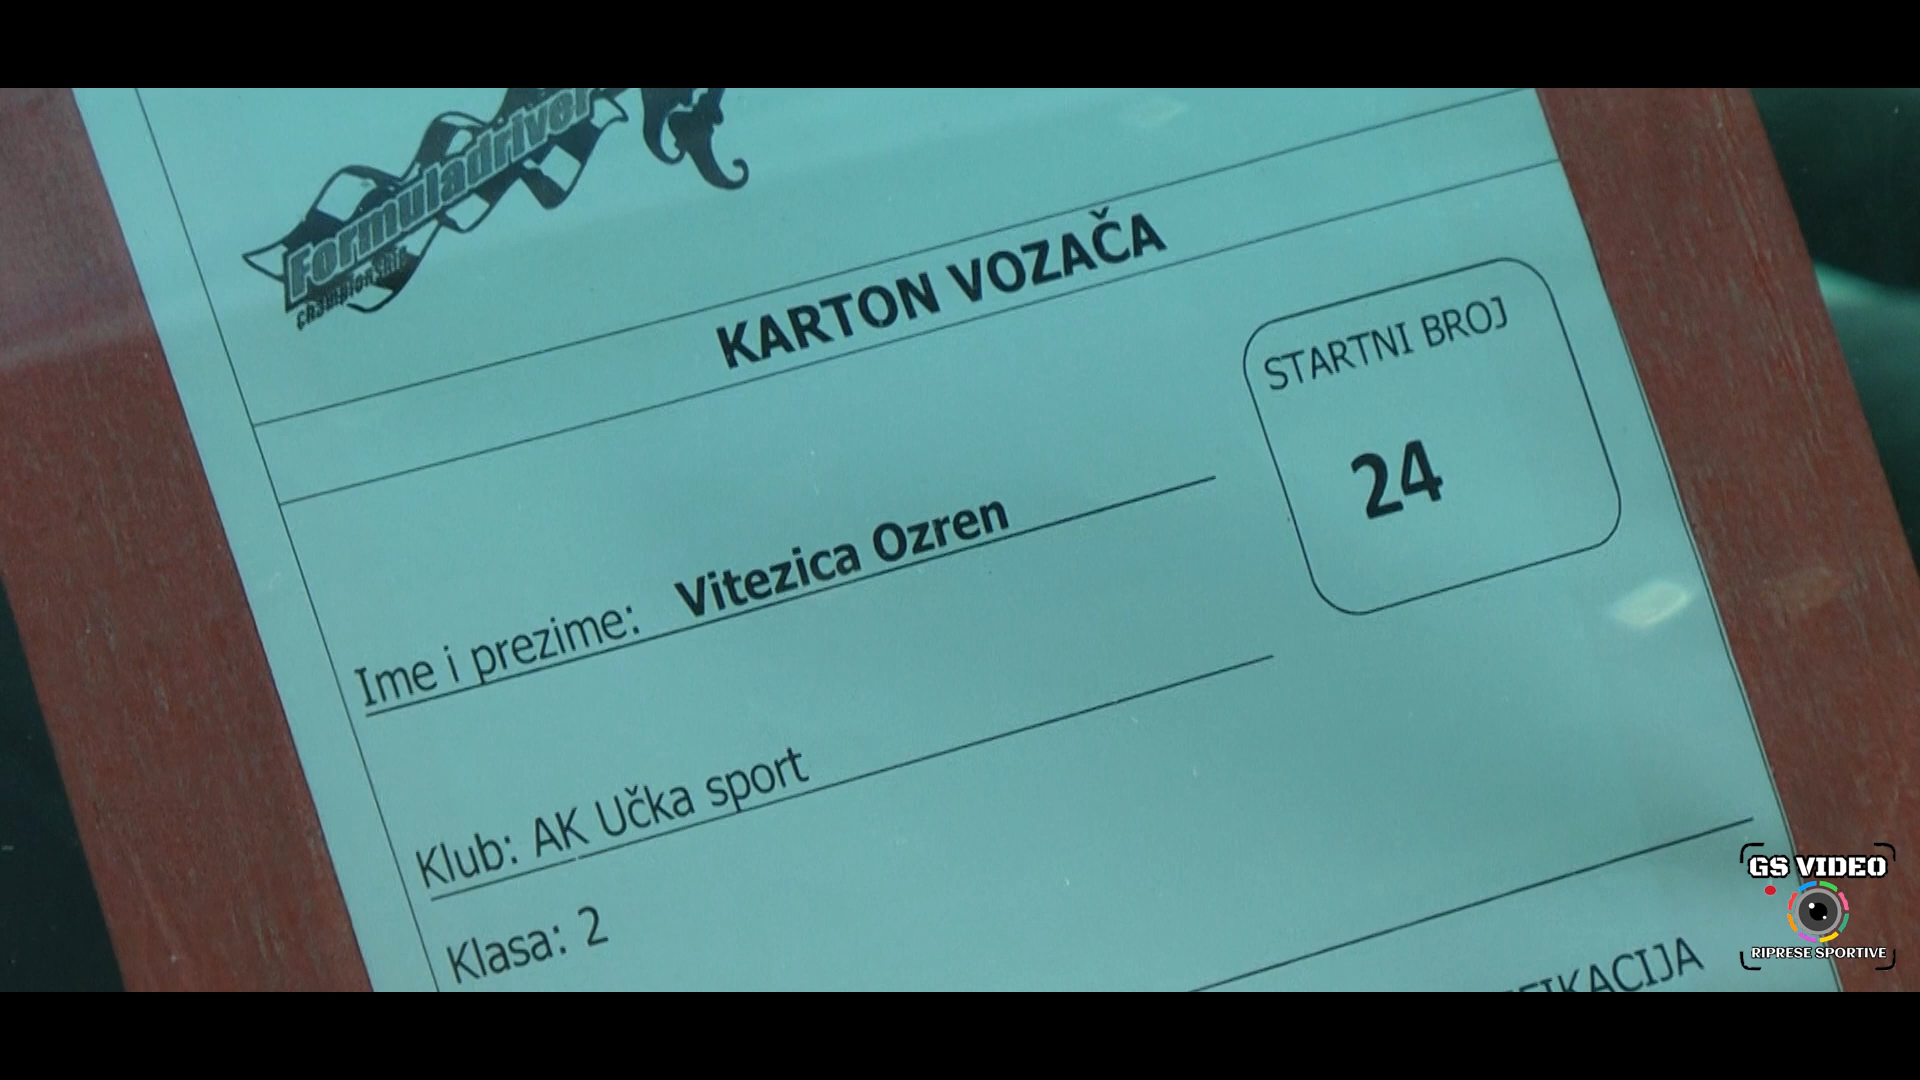 Formuladriver
Championship
KARTON VOZAČA
STARTNI BROJ
24
Ime i prezime: Vitezica Ozren
Klub: AK Učka sport
Klasa: 2
GS VIDEO
RIPRESE SPORTIVE